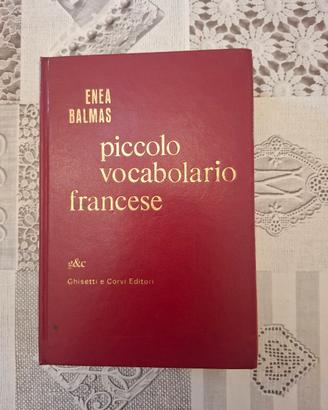 ENEA
BALMAS
piccolo
vocabolario
francese
g&c
Ghisetti e Corvi Editori